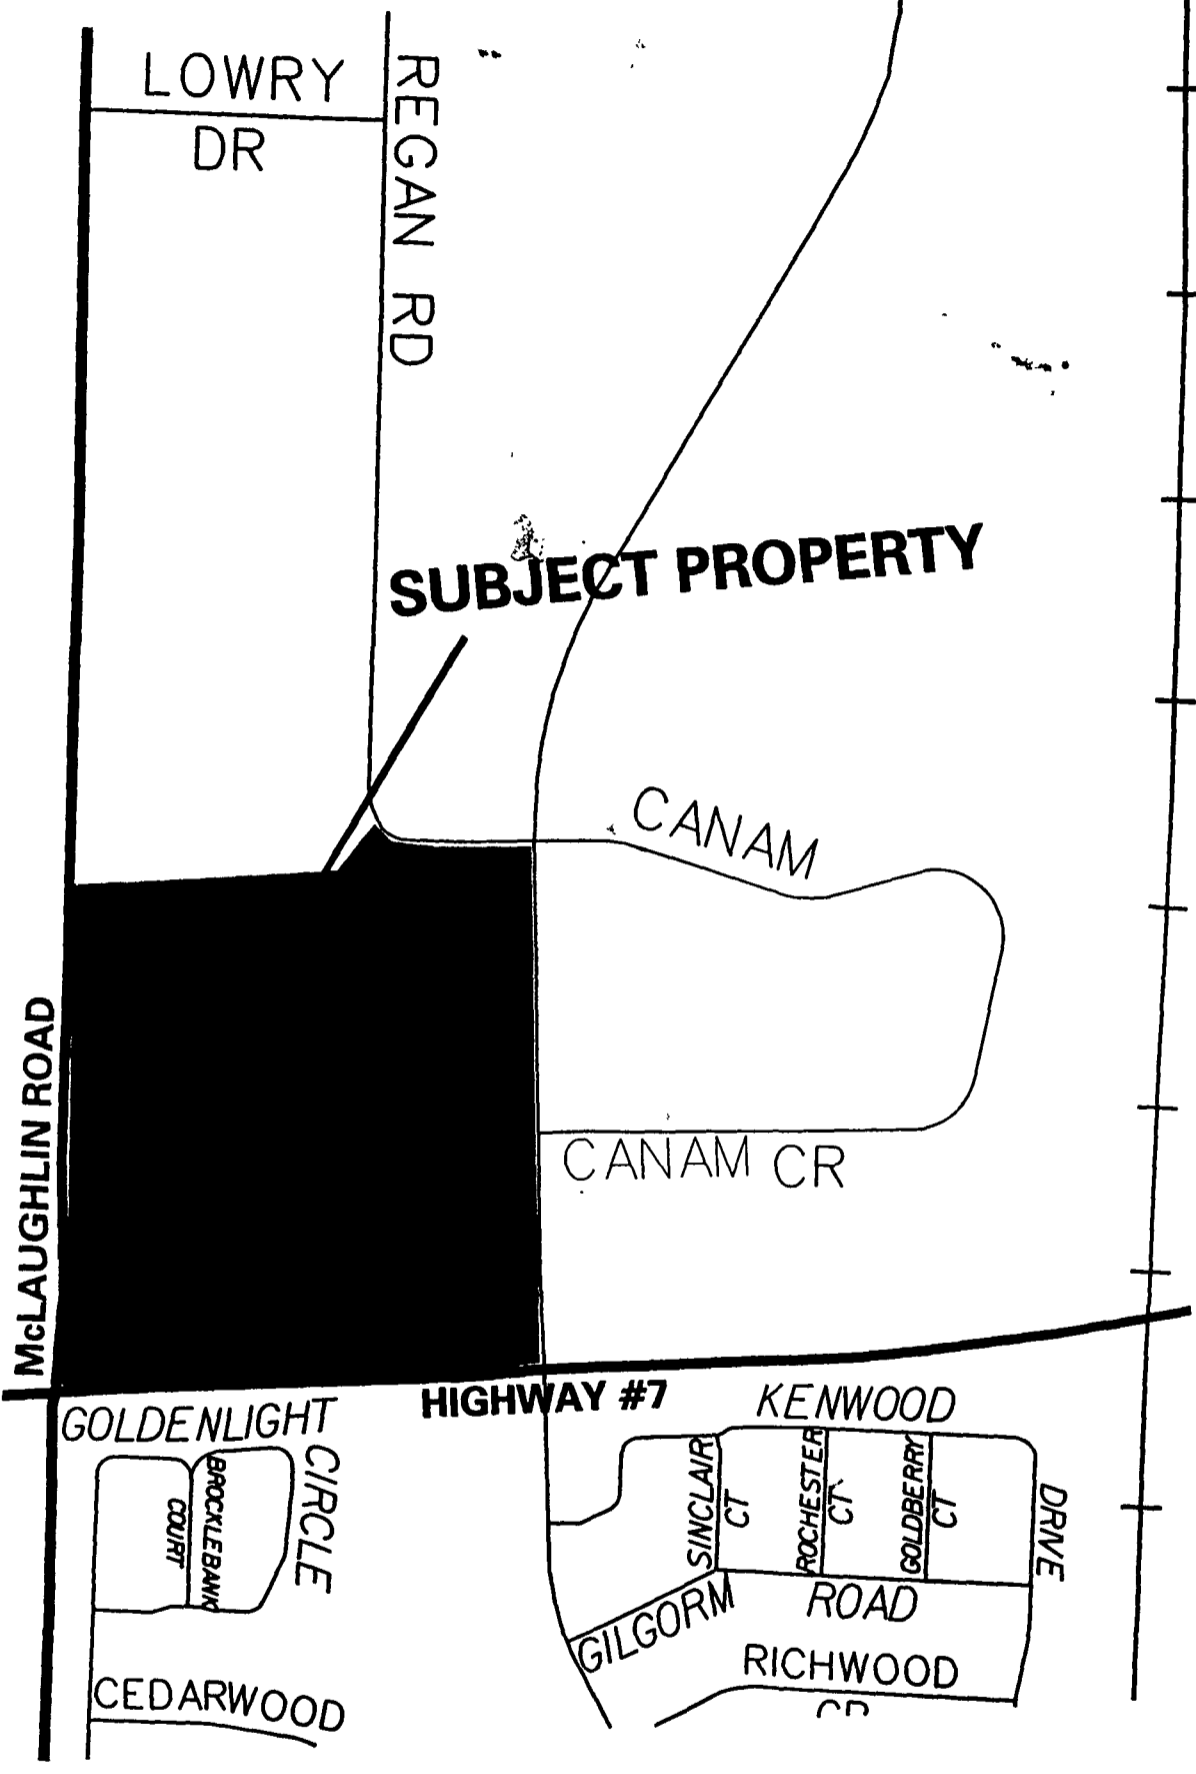 LOWRY
DR
REGAN RD
SUBJECT PROPERTY
CANAM
CANAM CR
McLAUGHLIN ROAD
HIGHWAY #7
GOLDENLIGHT
CIRCLE
BROCKLEBANK
COURT
CEDARWOOD
KENWOOD
DRIVE
SINCLAIR
CT
ROCHESTER
CT
GOLDBERRY
CT
GILGORM
ROAD
RICHWOOD